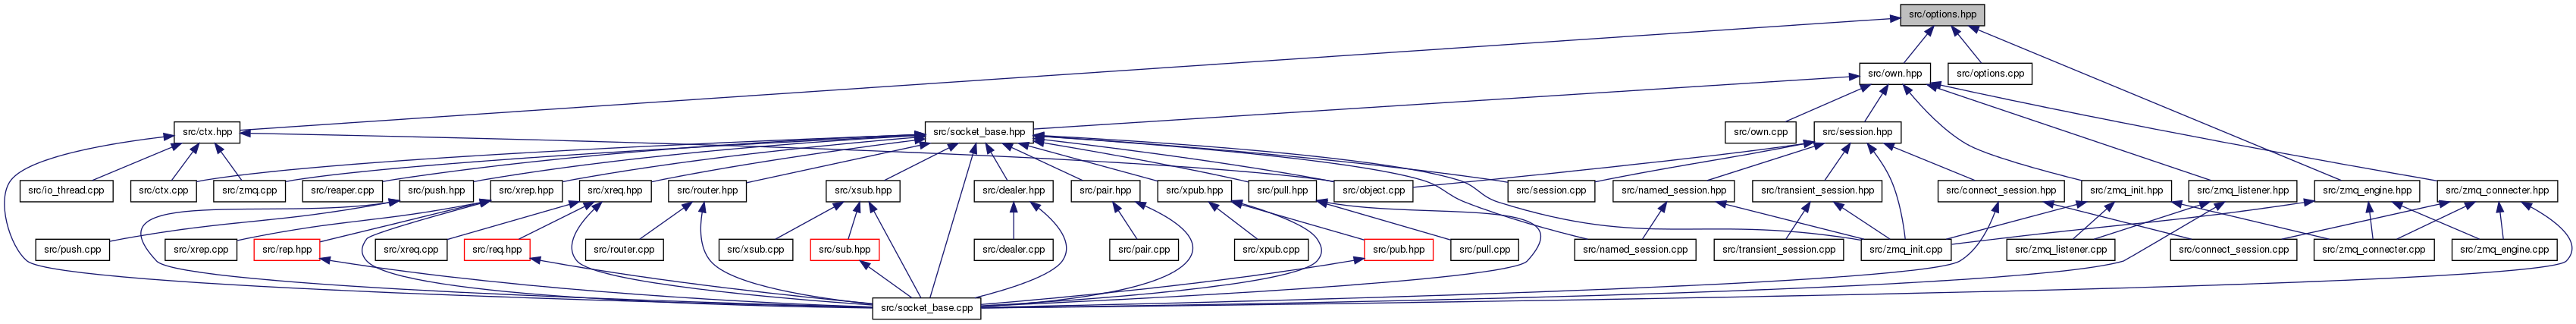 src/options.hpp
src/own.hpp
src/options.cpp
src/ctx.hpp
src/socket_base.hpp
src/own.cpp
src/session.hpp
src/io_thread.cpp
src/ctx.cpp
src/zmq.cpp
src/reaper.cpp
src/push.hpp
src/xrep.hpp
src/xreq.hpp
src/router.hpp
src/xsub.hpp
src/dealer.hpp
src/pair.hpp
src/xpub.hpp
src/pull.hpp
src/object.cpp
src/session.cpp
src/named_session.hpp
src/transient_session.hpp
src/connect_session.hpp
src/zmq_init.hpp
src/zmq_listener.hpp
src/zmq_engine.hpp
src/zmq_connecter.hpp
src/push.cpp
src/xrep.cpp
src/rep.hpp
src/xreq.cpp
src/req.hpp
src/router.cpp
src/xsub.cpp
src/sub.hpp
src/dealer.cpp
src/pair.cpp
src/xpub.cpp
src/pub.hpp
src/pull.cpp
src/named_session.cpp
src/transient_session.cpp
src/zmq_init.cpp
src/zmq_listener.cpp
src/connect_session.cpp
src/zmq_connecter.cpp
src/zmq_engine.cpp
src/socket_base.cpp